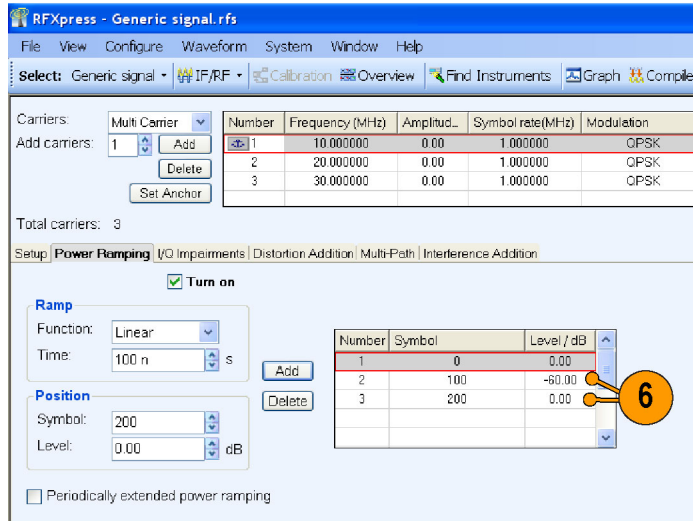 RFXpress - Generic signal.rfs
File View Configure Waveform System Window Help
Select: Generic signal IF/RF Calibration Overview Find Instruments Graph Compile
Carriers: Multi Carrier
Add carriers: 1 Add
Delete
Set Anchor
Number Frequency (MHz) Amplitud... Symbol rate(MHz) Modulation
1 10.000000 0.00 1.000000 QPSK
2 20.000000 0.00 1.000000 QPSK
3 30.000000 0.00 1.000000 QPSK
Total carriers: 3
Setup Power Ramping I/Q Impairments Distortion Addition Multi-Path Interference Addition
Turn on
Ramp
Function: Linear
Time: 100 n s
Add
Delete
Position
Symbol: 200
Level: 0.00 dB
Number Symbol Level / dB
1 0 0.00
2 100 -60.00
3 200 0.00
6
Periodically extended power ramping